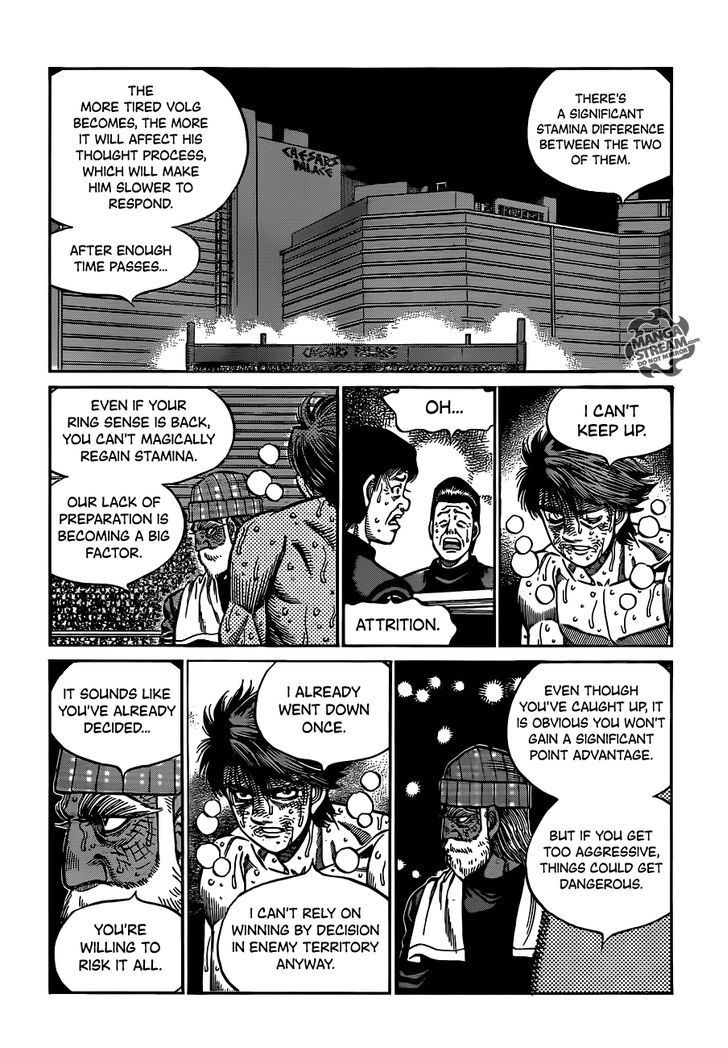 THERE'S
A SIGNIFICANT
STAMINA DIFFERENCE
BETWEEN THE TWO
OF THEM.
THE
MORE TIRED VOLG
BECOMES, THE MORE
IT WILL AFFECT HIS
THOUGHT PROCESS,
WHICH WILL MAKE
HIM SLOWER TO
RESPOND.
AFTER ENOUGH
TIME PASSES...
CAESARS
PALACE
CAESARS PALACE
MANGA
STREAM.com
DO NOT MIRROR
I CAN'T
KEEP UP.
OH...
ATTRITION.
EVEN IF YOUR
RING SENSE IS BACK,
YOU CAN'T MAGICALLY
REGAIN STAMINA.
OUR LACK OF
PREPARATION IS
BECOMING A BIG
FACTOR.
EVEN THOUGH
YOU'VE CAUGHT UP, IT
IS OBVIOUS YOU WON'T
GAIN A SIGNIFICANT
POINT ADVANTAGE.
BUT IF YOU GET
TOO AGGRESSIVE,
THINGS COULD GET
DANGEROUS.
I ALREADY
WENT DOWN
ONCE.
I CAN'T RELY ON
WINNING BY DECISION
IN ENEMY TERRITORY
ANYWAY.
IT SOUNDS LIKE
YOU'VE ALREADY
DECIDED...
YOU'RE
WILLING TO
RISK IT ALL.